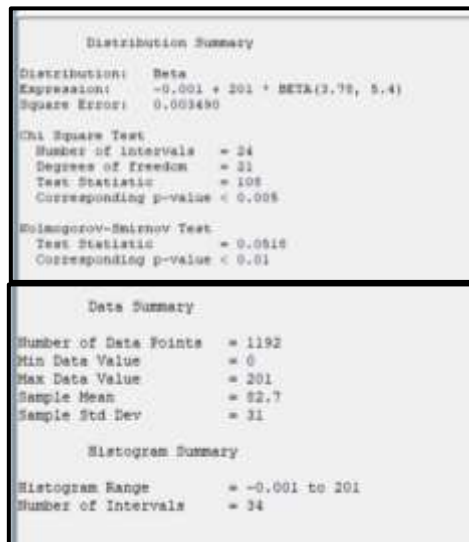 Distribution Summary
Distribution: Beta
Expression: -0.001 + 201 * BETA(3.78, 5.4)
Square Error: 0.003490
Chi Square Test
Number of intervals = 24
Degrees of freedom = 21
Test Statistic = 108
Corresponding p-value < 0.005
Kolmogorov-Smirnov Test
Test Statistic = 0.0516
Corresponding p-value < 0.01
Data Summary
Number of Data Points = 1192
Min Data Value = 0
Max Data Value = 201
Sample Mean = 82.7
Sample Std Dev = 31
Histogram Summary
Histogram Range = -0.001 to 201
Number of Intervals = 34